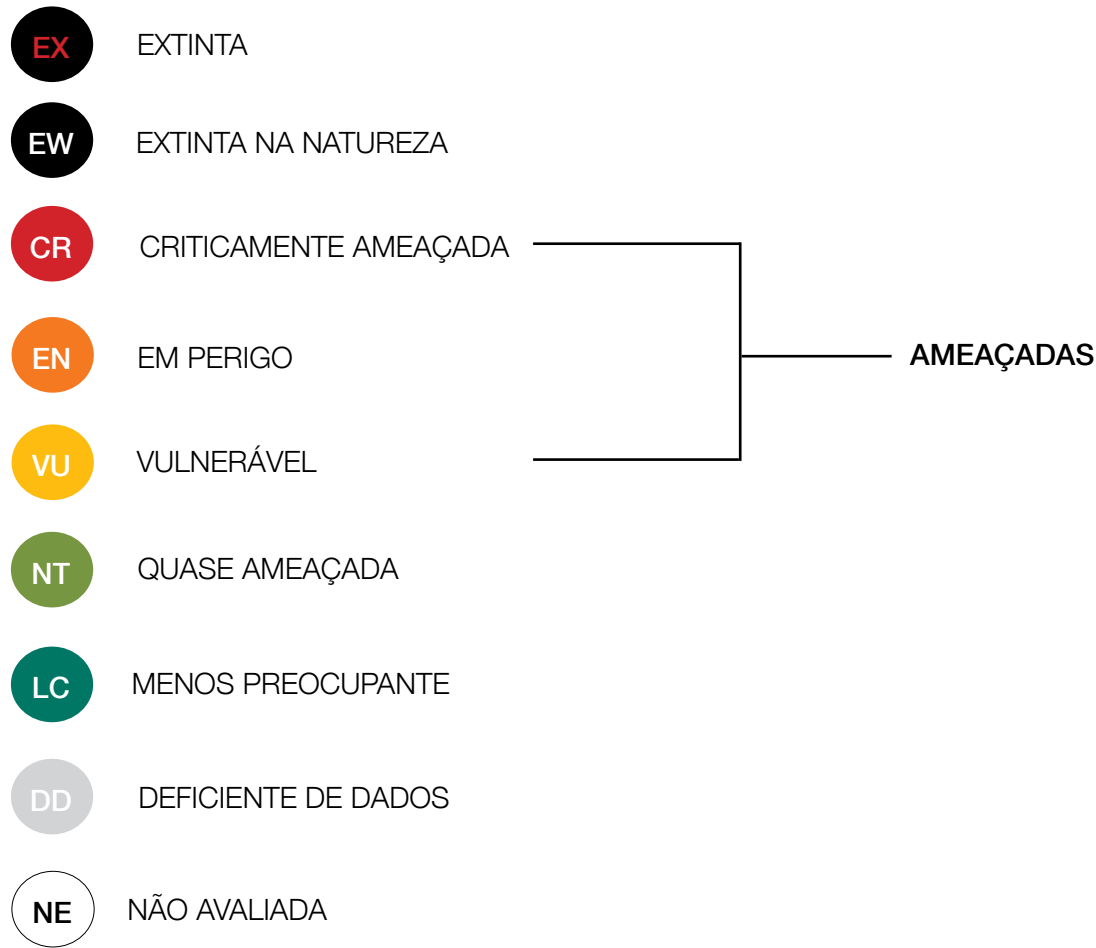 EX EXTINTA
EW EXTINTA NA NATUREZA
CR CRITICAMENTE AMEAÇADA
EN EM PERIGO
AMEAÇADAS
VU VULNERÁVEL
NT QUASE AMEAÇADA
LC MENOS PREOCUPANTE
DD DEFICIENTE DE DADOS
NE NÃO AVALIADA